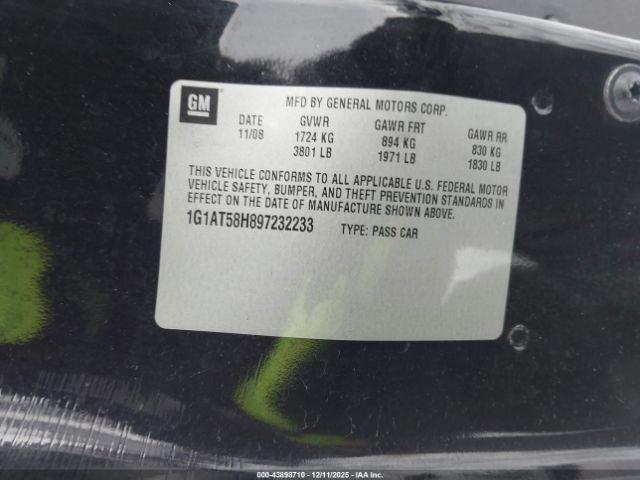 GM
MFD BY GENERAL MOTORS CORP.
DATE GVWR GAWR FRT GAWR RR
11/08 1724 KG 894 KG 830 KG
3801 LB 1971 LB 1830 LB
THIS VEHICLE CONFORMS TO ALL APPLICABLE U.S. FEDERAL MOTOR
VEHICLE SAFETY, BUMPER, AND THEFT PREVENTION STANDARDS IN
EFFECT ON THE DATE OF MANUFACTURE SHOWN ABOVE.
1G1AT58H897232233 TYPE: PASS CAR
000-43898710 - 12/11/2025 - IAAI.COM